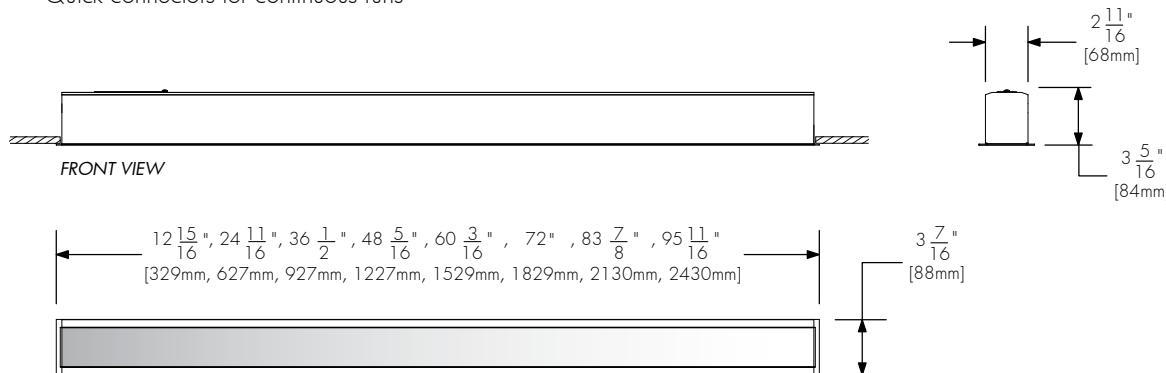 Quick connectors for continuous runs
2 11/16"
[68mm]
FRONT VIEW
3 5/16"
[84mm
12 15/16", 24 11/16", 36 1/2", 48 5/16", 60 3/16", 72", 83 7/8", 95 11/16"
[329mm, 627mm, 927mm, 1227mm, 1529mm, 1829mm, 2130mm, 2430mm]
3 7/16"
[88mm]